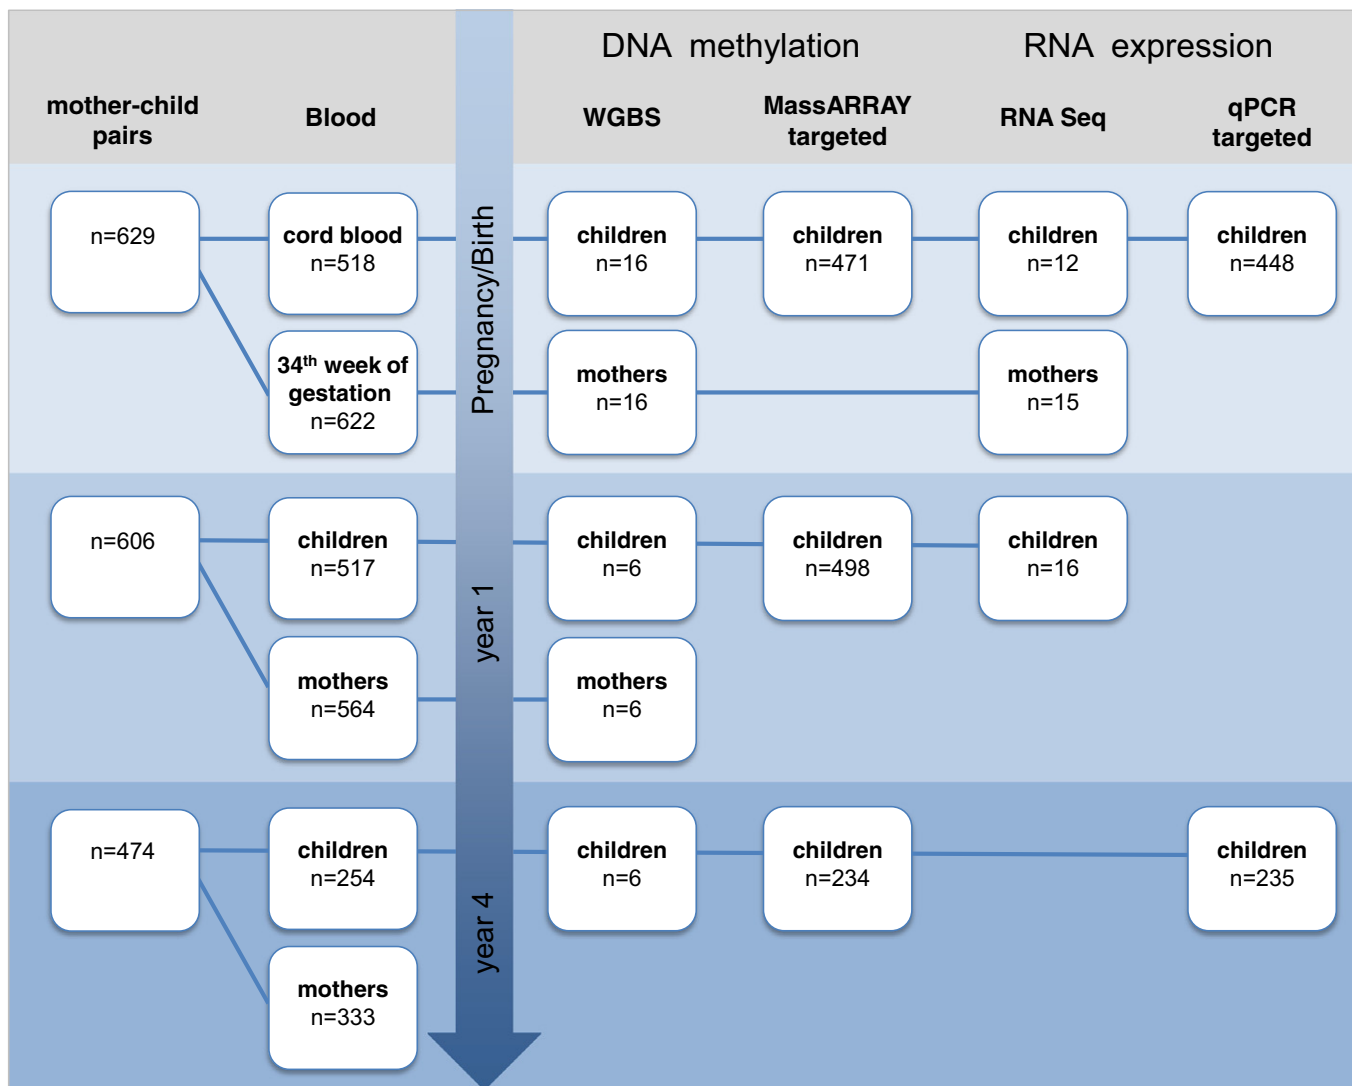 DNA methylation
RNA expression
mother-child
pairs
Blood
WGBS
MassARRAY
targeted
RNA Seq
qPCR
targeted
Pregnancy/Birth
n=629
cord blood
n=518
children
n=16
children
n=471
children
n=12
children
n=448
34th week of
gestation
n=622
mothers
n=16
mothers
n=15
year 1
n=606
children
n=517
children
n=6
children
n=498
children
n=16
mothers
n=564
mothers
n=6
year 4
n=474
children
n=254
children
n=6
children
n=234
children
n=235
mothers
n=333